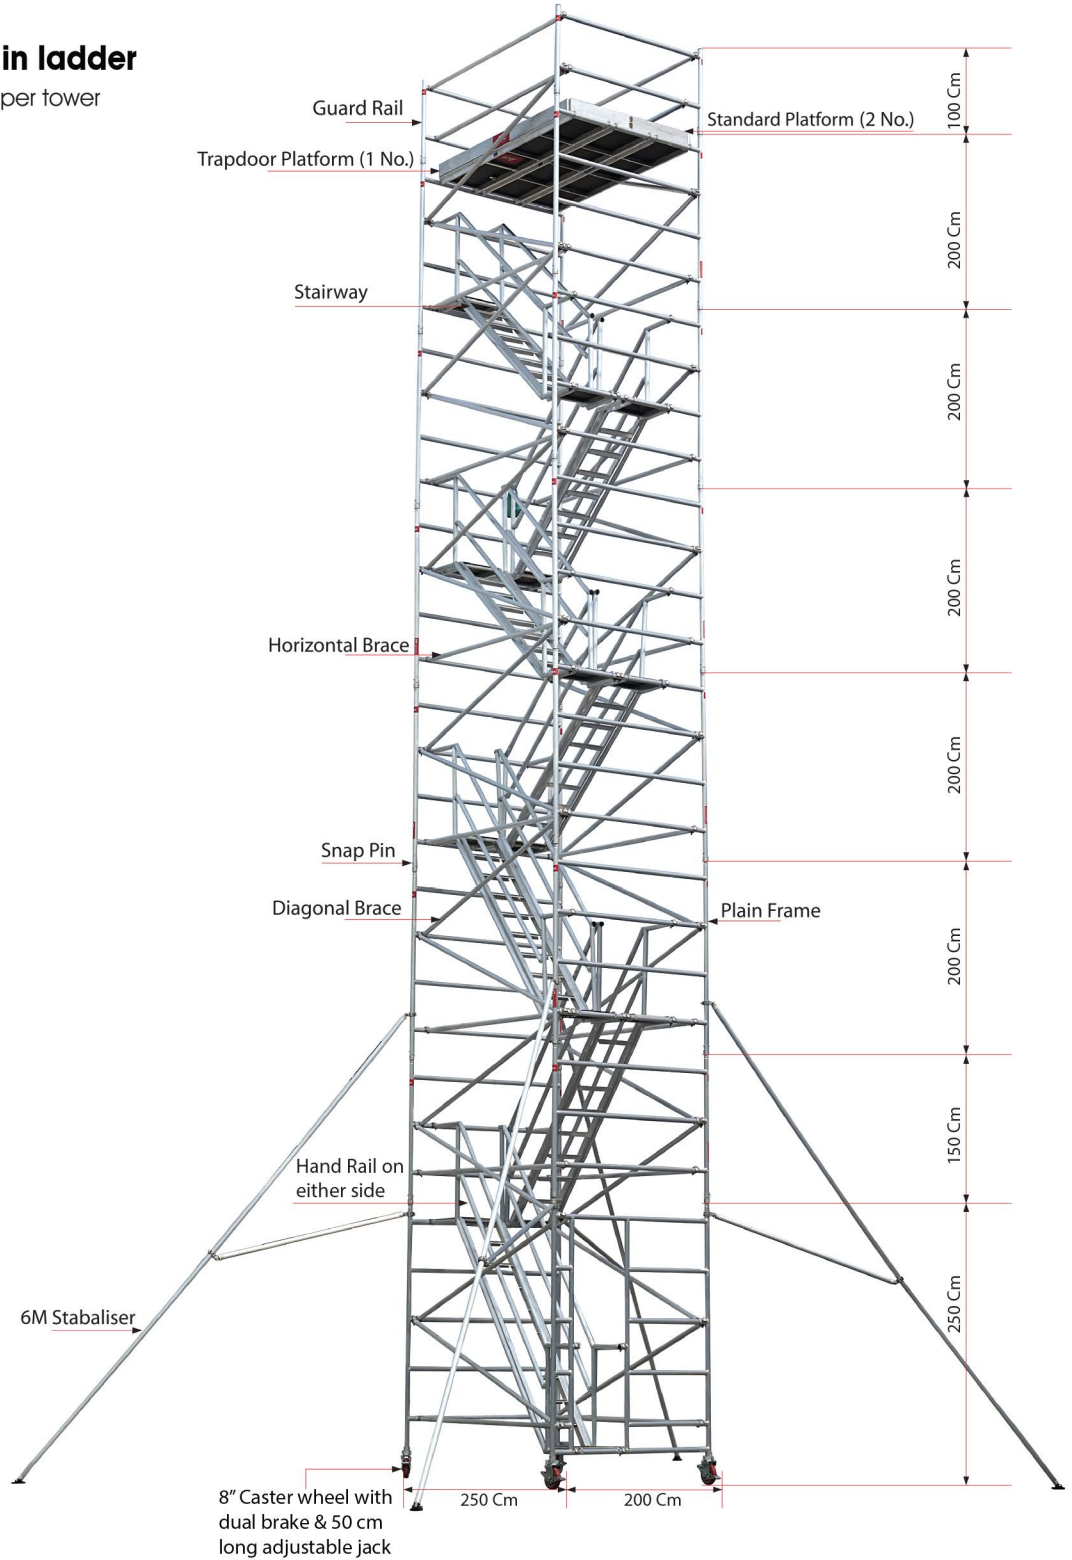 in ladder
per tower
Guard Rail
Standard Platform (2 No.)
Trapdoor Platform (1 No.)
Stairway
Horizontal Brace
Snap Pin
Diagonal Brace
Plain Frame
Hand Rail on
either side
6M Stabaliser
8” Caster wheel with
dual brake & 50 cm
long adjustable jack
250 Cm
200 Cm
100 Cm
200 Cm
200 Cm
200 Cm
200 Cm
200 Cm
150 Cm
250 Cm